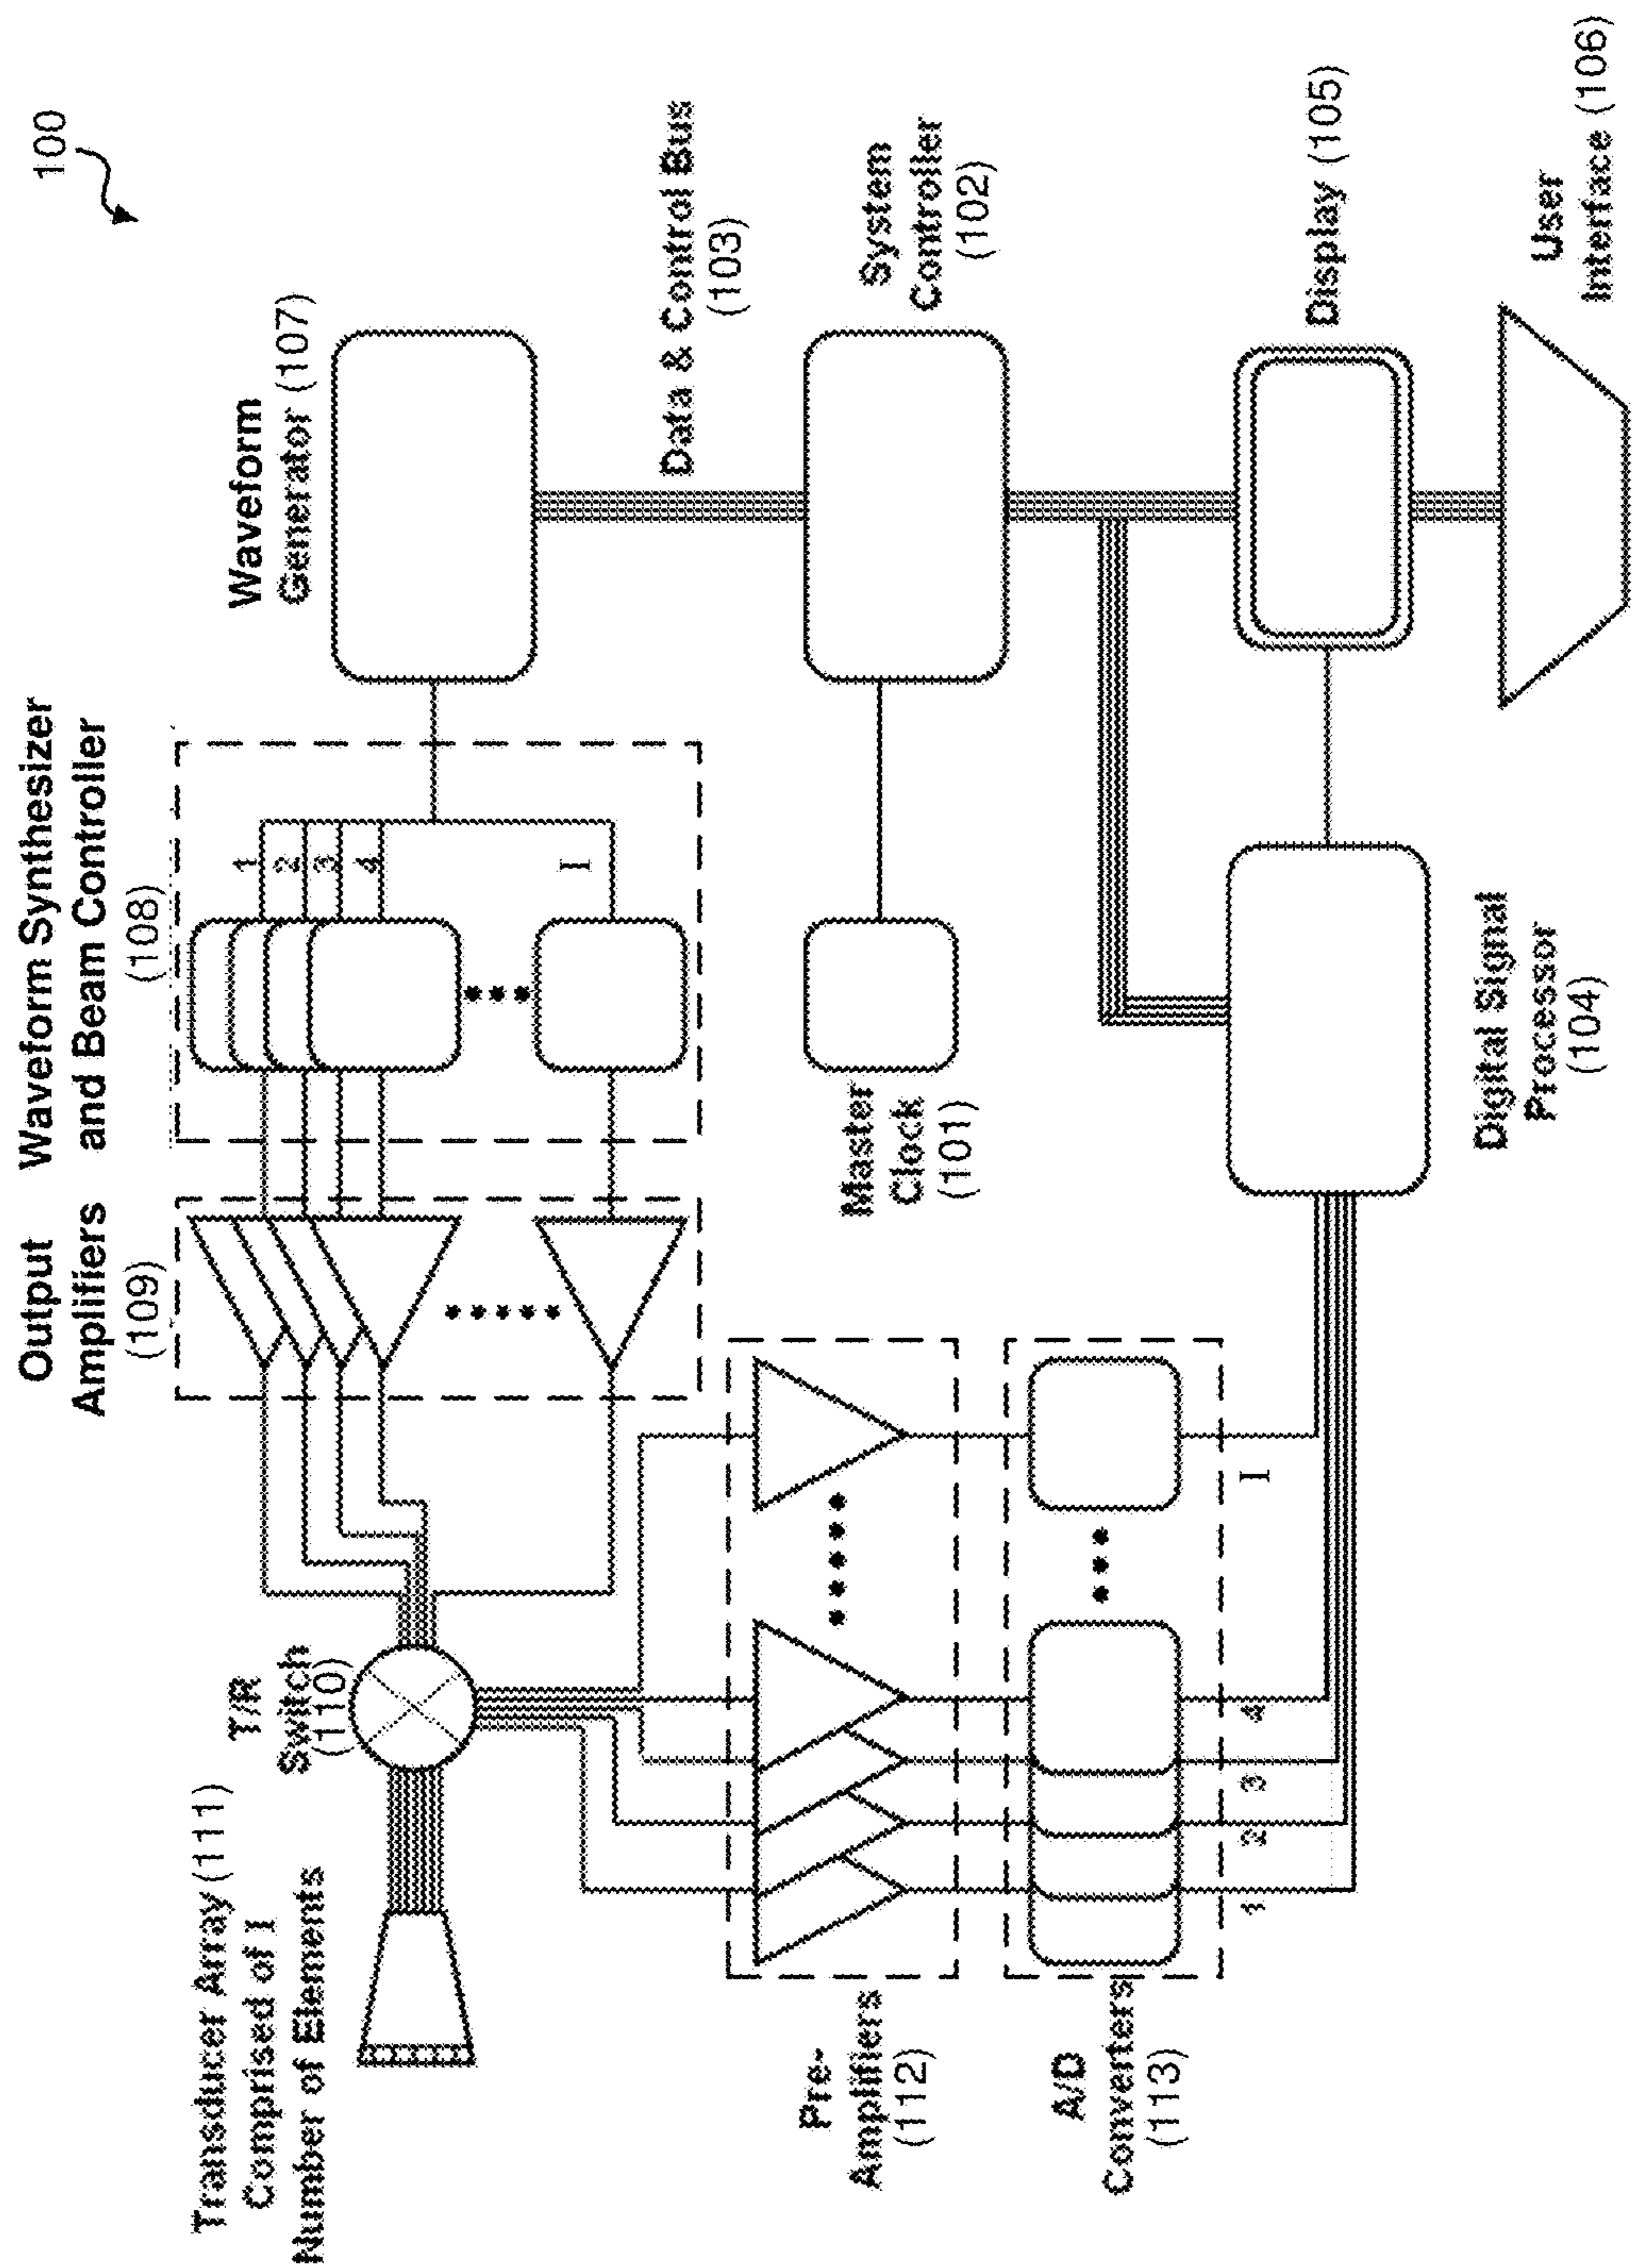 100
Transducer Array (111)
Comprised of I
Number of Elements
T/R
Switch
(110)
Output
Amplifiers
(109)
Waveform Synthesizer
and Beam Controller
(108)
1
2
3
4
I
Waveform
Generator (107)
Data & Control Bus
(103)
Pre-
Amplifiers
(112)
A/D
Converters
(113)
1
2
3
4
I
Master
Clock
(101)
System
Controller
(102)
Digital Signal
Processor
(104)
Display (105)
User
Interface (106)